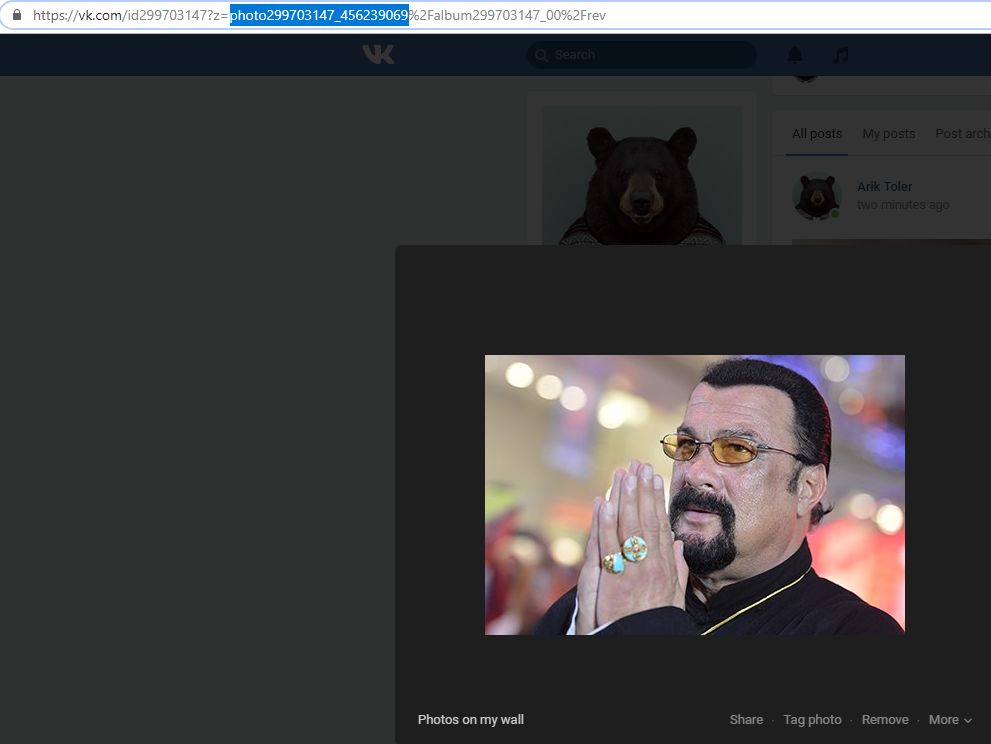 https://vk.com/id299703147?z=photo299703147_456239069%2Falbum299703147_00%2Frev
Search
All posts My posts Post arch
Arik Toler
two minutes ago
Photos on my wall
Share · Tag photo · Remove · More